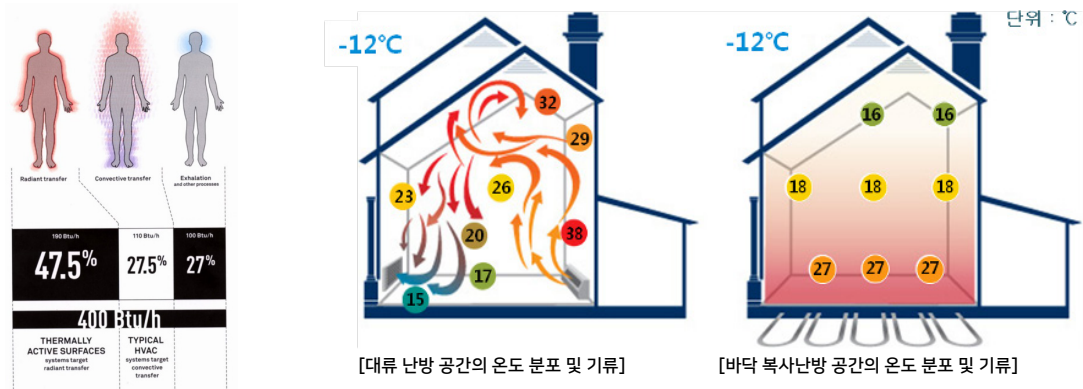 Radiant transfer
Convective transfer
Exhalation
and other processes
190 Btu/h
110 Btu/h
100 Btu/h
47.5%
27.5%
27%
400 Btu/h
THERMALLY
ACTIVE SURFACES
systems target
radiant transfer
TYPICAL
HVAC
systems target
convective
transfer
-12℃
32
29
23
26
20
38
17
15
[대류 난방 공간의 온도 분포 및 기류]
단위 : ℃
-12℃
16
16
18
18
18
27
27
27
[바닥 복사난방 공간의 온도 분포 및 기류]